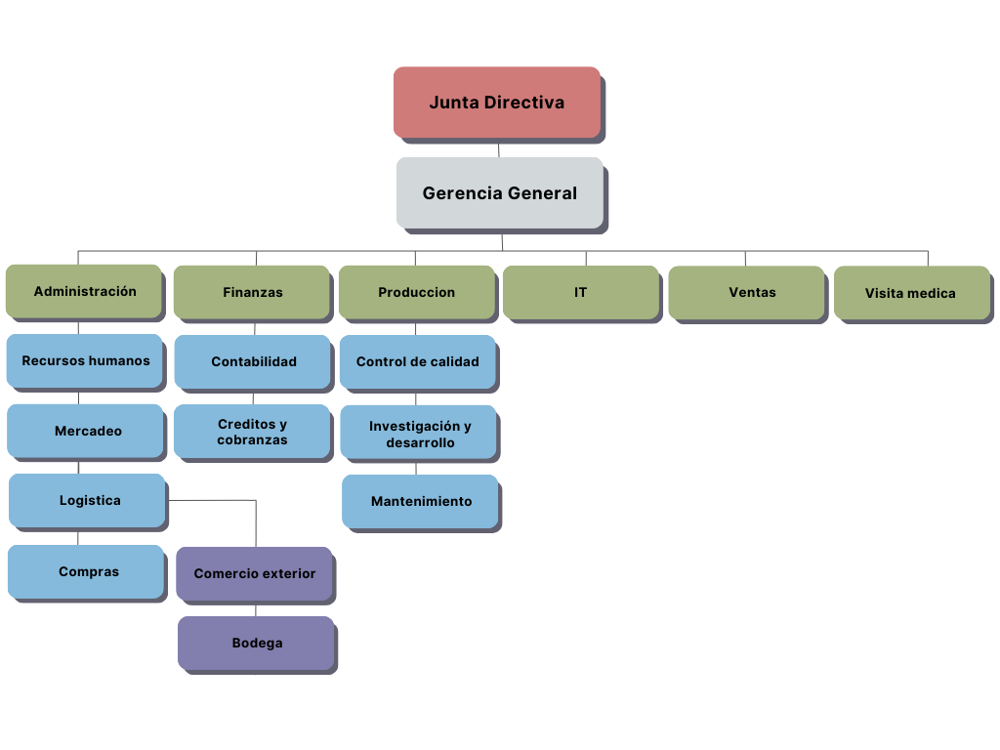 Junta Directiva
Gerencia General
Administración
Finanzas
Produccion
IT
Ventas
Visita medica
Recursos humanos
Contabilidad
Control de calidad
Mercadeo
Creditos y
cobranzas
Investigación y
desarrollo
Logistica
Mantenimiento
Compras
Comercio exterior
Bodega